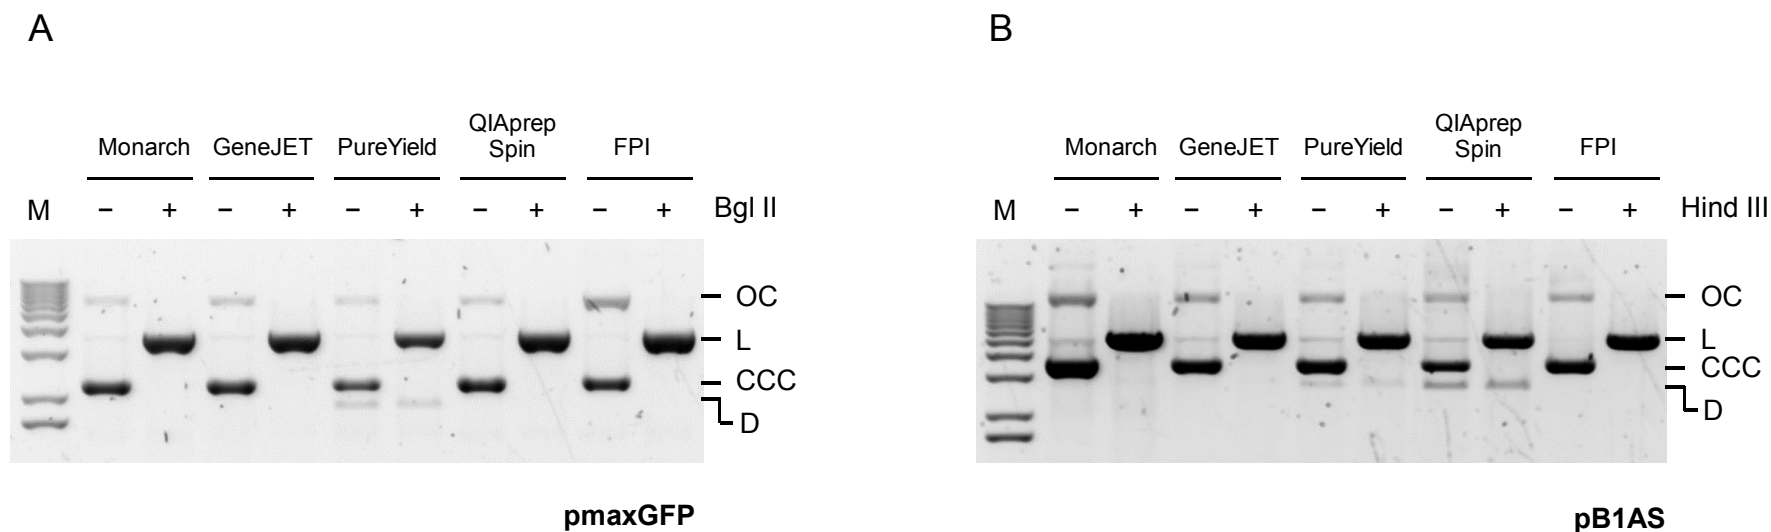 A
QIAprep
Monarch GeneJET PureYield Spin FPI
M − + − + − + − + − + Bgl II
OC
L
CCC
D
pmaxGFP
B
QIAprep
Monarch GeneJET PureYield Spin FPI
M − + − + − + − + − + Hind III
OC
L
CCC
D
pB1AS